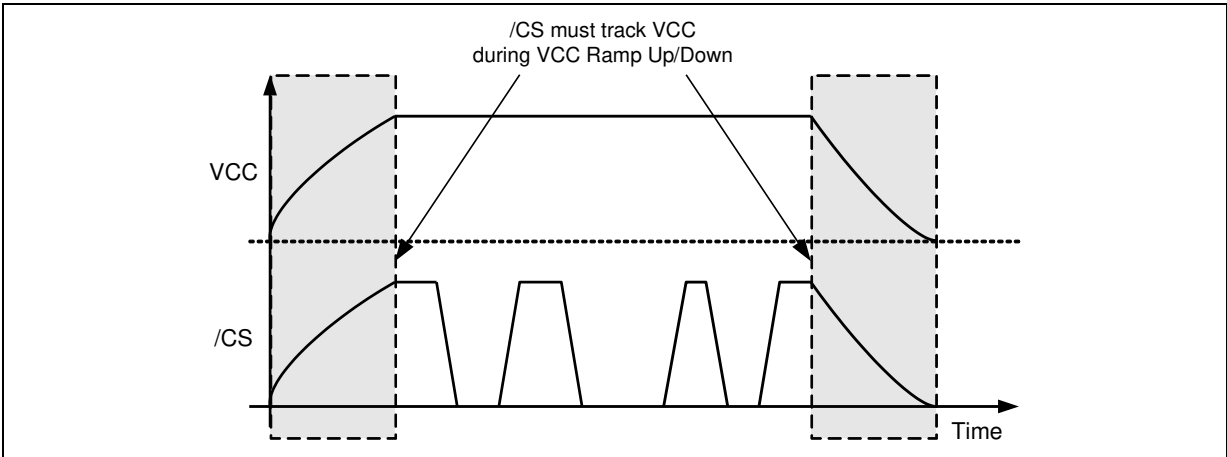 /CS must track VCC
during VCC Ramp Up/Down
VCC
/CS
Time